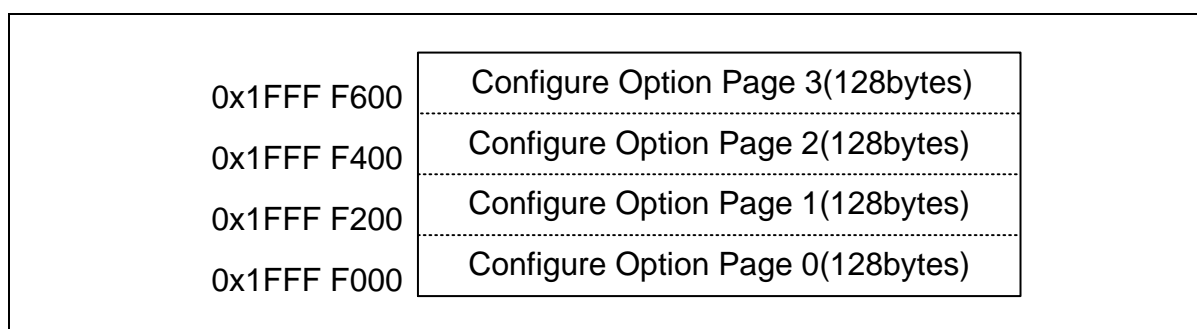 Configure Option Page 3(128bytes)
0x1FFF F600
Configure Option Page 2(128bytes)
0x1FFF F400
Configure Option Page 1(128bytes)
0x1FFF F200
Configure Option Page 0(128bytes)
0x1FFF F000